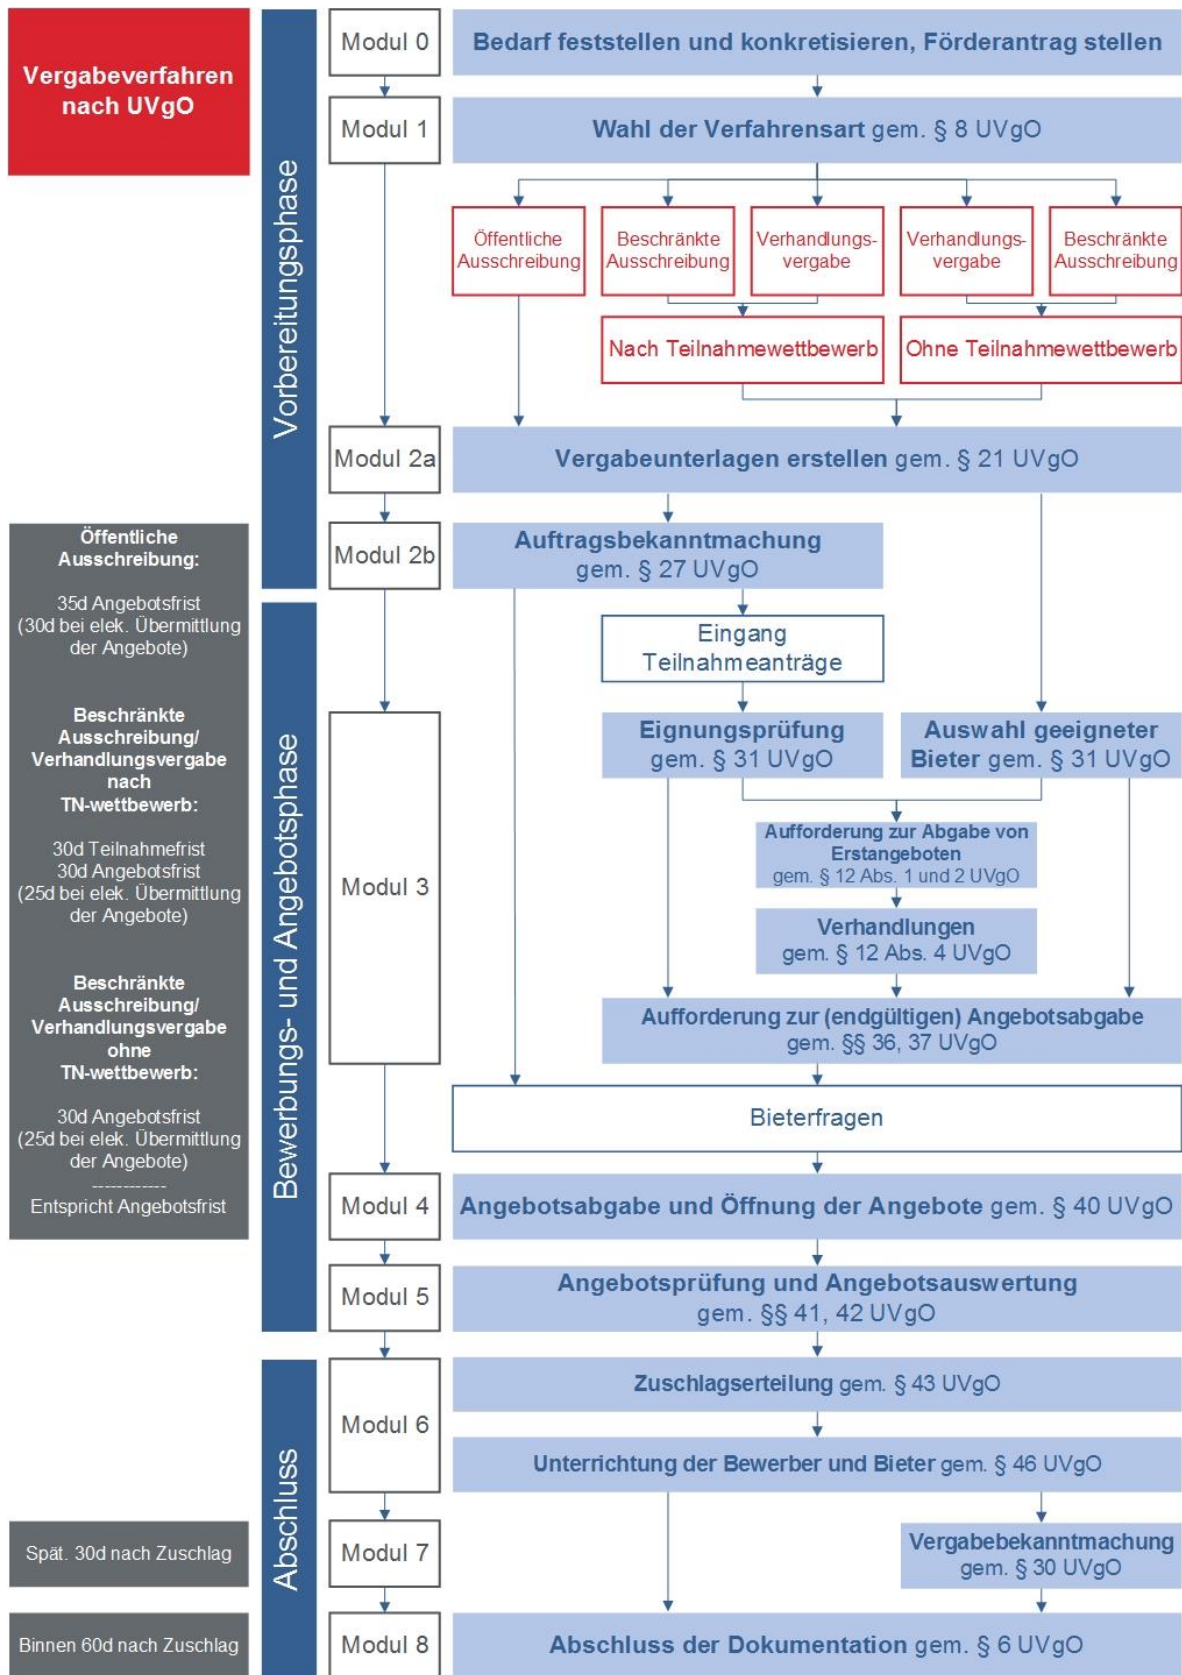 Vergabeverfahren
nach UVgO
Vorbereitungsphase
Modul 0
Bedarf feststellen und konkretisieren, Förderantrag stellen
Modul 1
Wahl der Verfahrensart gem. § 8 UVgO
Öffentliche
Ausschreibung
Beschränkte
Ausschreibung
Verhandlungs-
vergabe
Verhandlungs-
vergabe
Beschränkte
Ausschreibung
Nach Teilnahmewettbewerb
Ohne Teilnahmewettbewerb
Modul 2a
Vergabeunterlagen erstellen gem. § 21 UVgO
Modul 2b
Auftragsbekanntmachung
gem. § 27 UVgO
Öffentliche
Ausschreibung:
35d Angebotsfrist
(30d bei elek. Übermittlung
der Angebote)
Beschränkte
Ausschreibung/
Verhandlungsvergabe
nach
TN-wettbewerb:
30d Teilnahmefrist
30d Angebotsfrist
(25d bei elek. Übermittlung
der Angebote)
Beschränkte
Ausschreibung/
Verhandlungsvergabe
ohne
TN-wettbewerb:
30d Angebotsfrist
(25d bei elek. Übermittlung
der Angebote)
------------
Entspricht Angebotsfrist
Bewerbungs- und Angebotsphase
Eingang
Teilnahmeanträge
Modul 3
Eignungsprüfung
gem. § 31 UVgO
Auswahl geeigneter
Bieter gem. § 31 UVgO
Aufforderung zur Abgabe von
Erstangeboten
gem. § 12 Abs. 1 und 2 UVgO
Verhandlungen
gem. § 12 Abs. 4 UVgO
Aufforderung zur (endgültigen) Angebotsabgabe
gem. §§ 36, 37 UVgO
Bieterfragen
Modul 4
Angebotsabgabe und Öffnung der Angebote gem. § 40 UVgO
Modul 5
Angebotsprüfung und Angebotsauswertung
gem. §§ 41, 42 UVgO
Abschluss
Modul 6
Zuschlagserteilung gem. § 43 UVgO
Unterrichtung der Bewerber und Bieter gem. § 46 UVgO
Spät. 30d nach Zuschlag
Modul 7
Vergabebekanntmachung
gem. § 30 UVgO
Binnen 60d nach Zuschlag
Modul 8
Abschluss der Dokumentation gem. § 6 UVgO